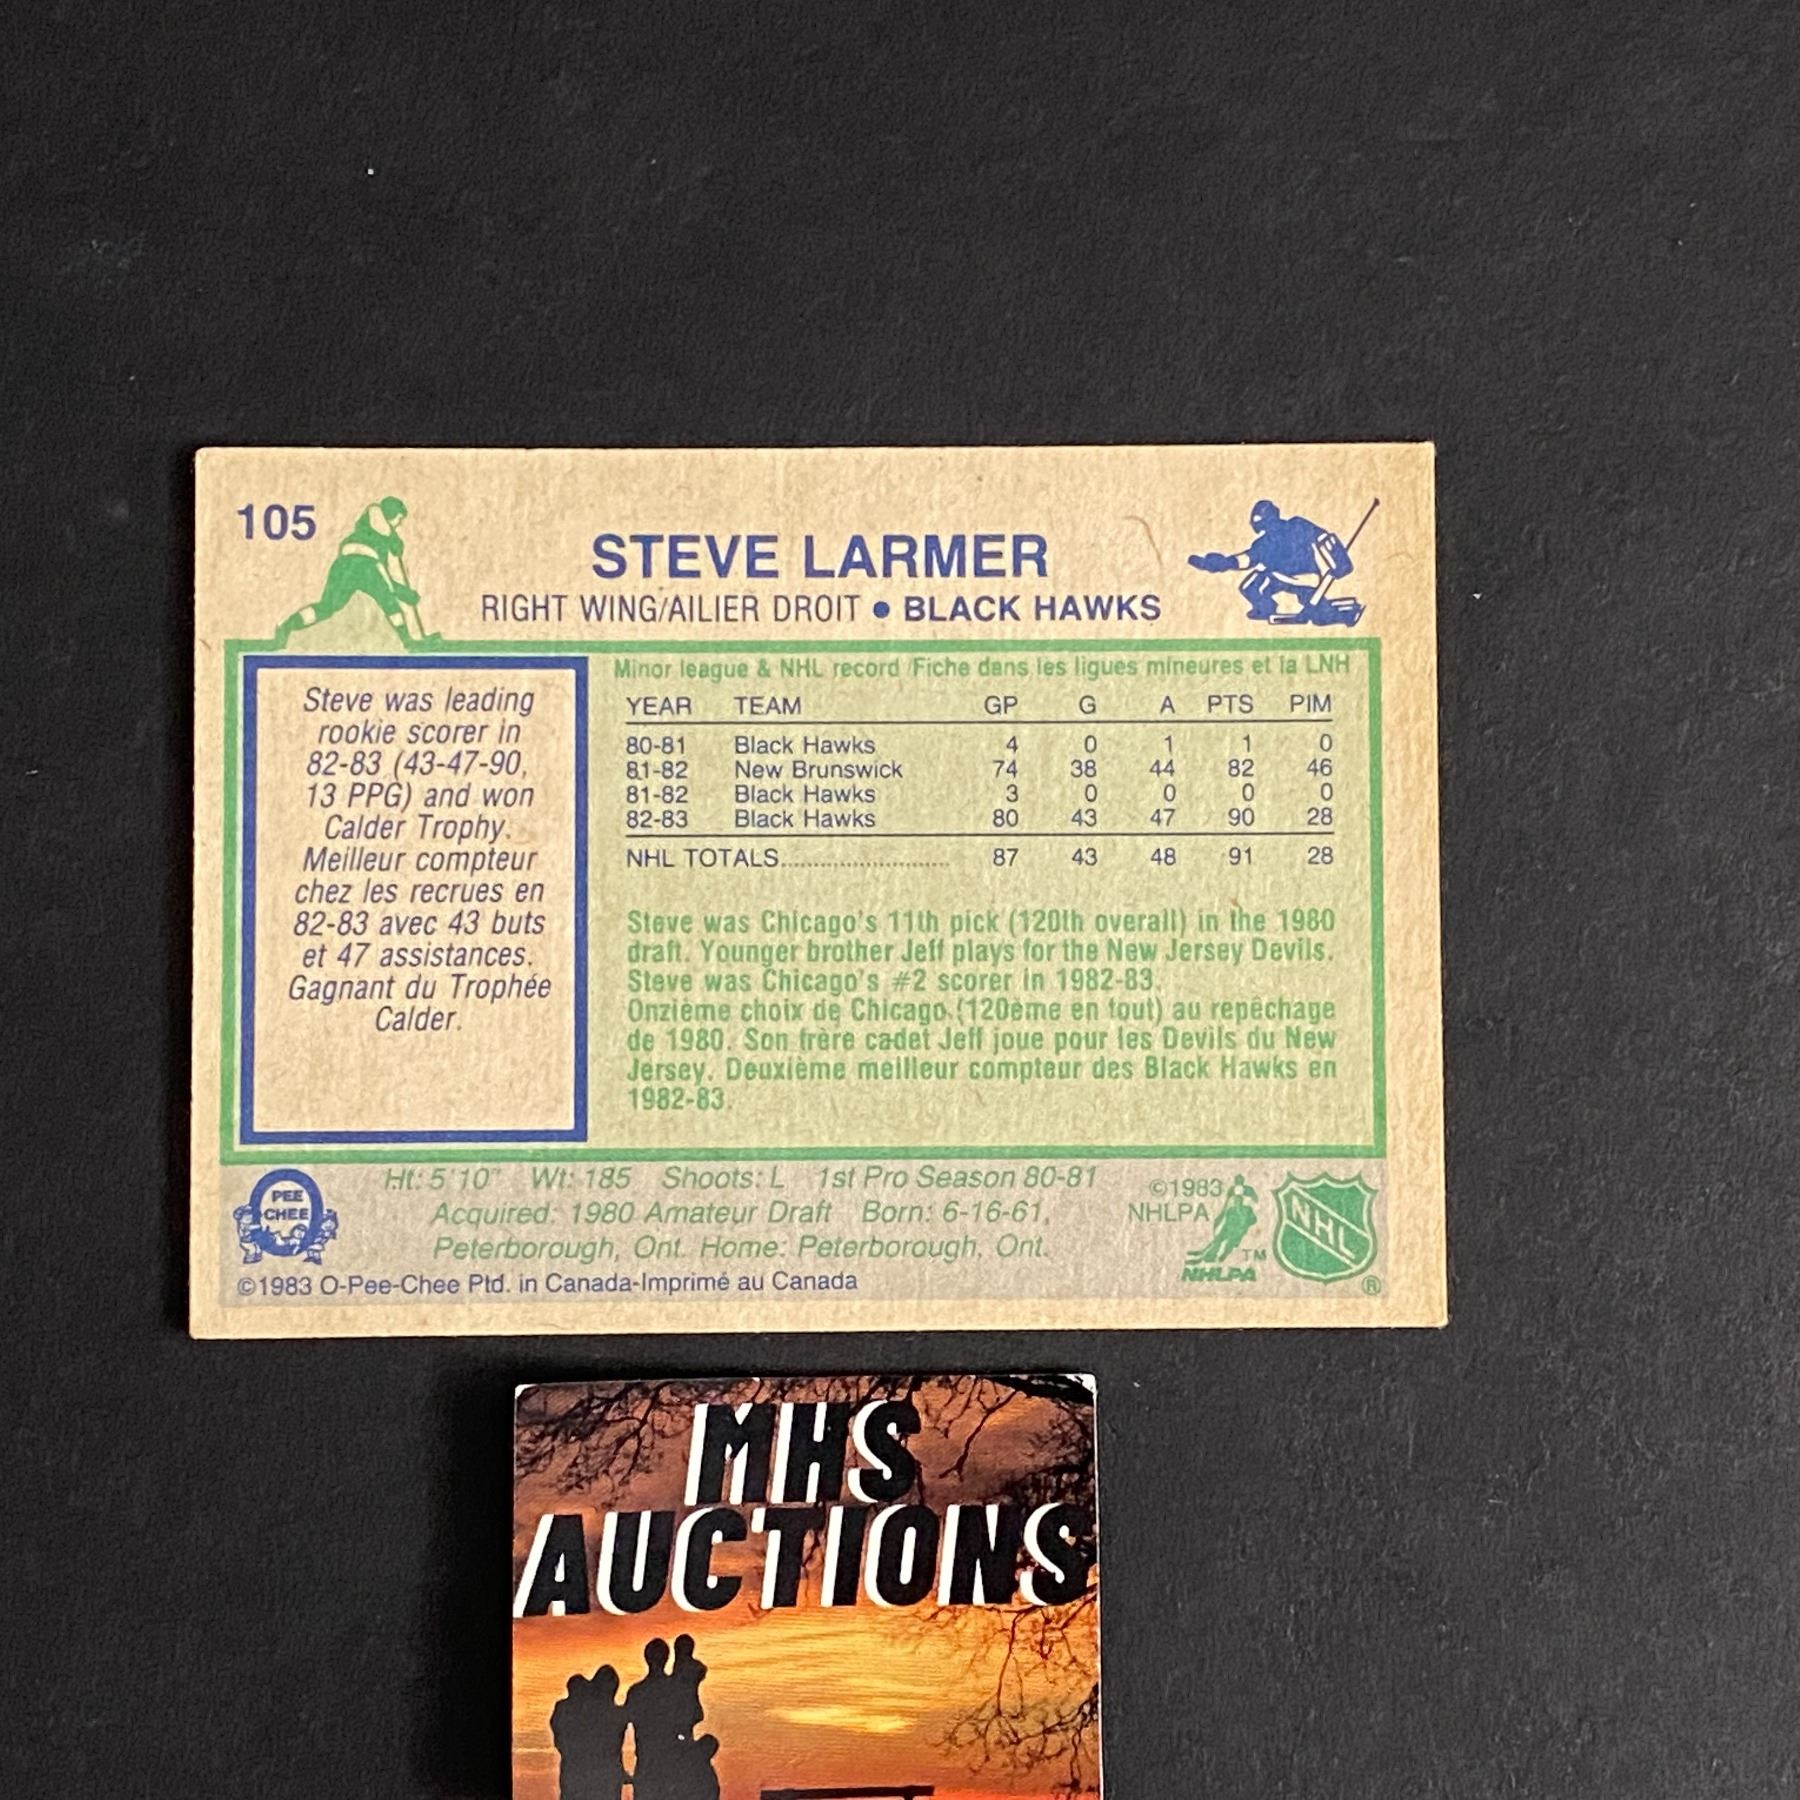 105
STEVE LARMER
RIGHT WING/AILIER DROIT • BLACK HAWKS
Steve was leading
rookie scorer in
82-83 (43-47-90,
13 PPG) and won
Calder Trophy.
Meilleur compteur
chez les recrues en
82-83 avec 43 buts
et 47 assistances.
Gagnant du Trophée
Calder.
Minor league & NHL record/Fiche dans les ligues mineures et la LNH
YEAR TEAM GP G A PTS PIM
80-81 Black Hawks 4 0 1 1 0
81-82 New Brunswick 74 38 44 82 46
81-82 Black Hawks 3 0 0 0 0
82-83 Black Hawks 80 43 47 90 28
NHL TOTALS........................ 87 43 48 91 28
Steve was Chicago's 11th pick (120th overall) in the 1980
draft. Younger brother Jeff plays for the New Jersey Devils.
Steve was Chicago's #2 scorer in 1982-83.
Onzième choix de Chicago (120ème en tout) au repêchage
de 1980. Son frère cadet Jeff joue pour les Devils du New
Jersey. Deuxième meilleur compteur des Black Hawks en
1982-83.
PEE
CHEE
Ht: 5'10" Wt: 185 Shoots: L 1st Pro Season 80-81
Acquired: 1980 Amateur Draft Born: 6-16-61,
Peterborough, Ont. Home: Peterborough, Ont.
©1983 O-Pee-Chee Ptd. in Canada-Imprimé au Canada
©1983
NHLPA
TM
NHLPA
NHL
®
MHS
AUCTIONS